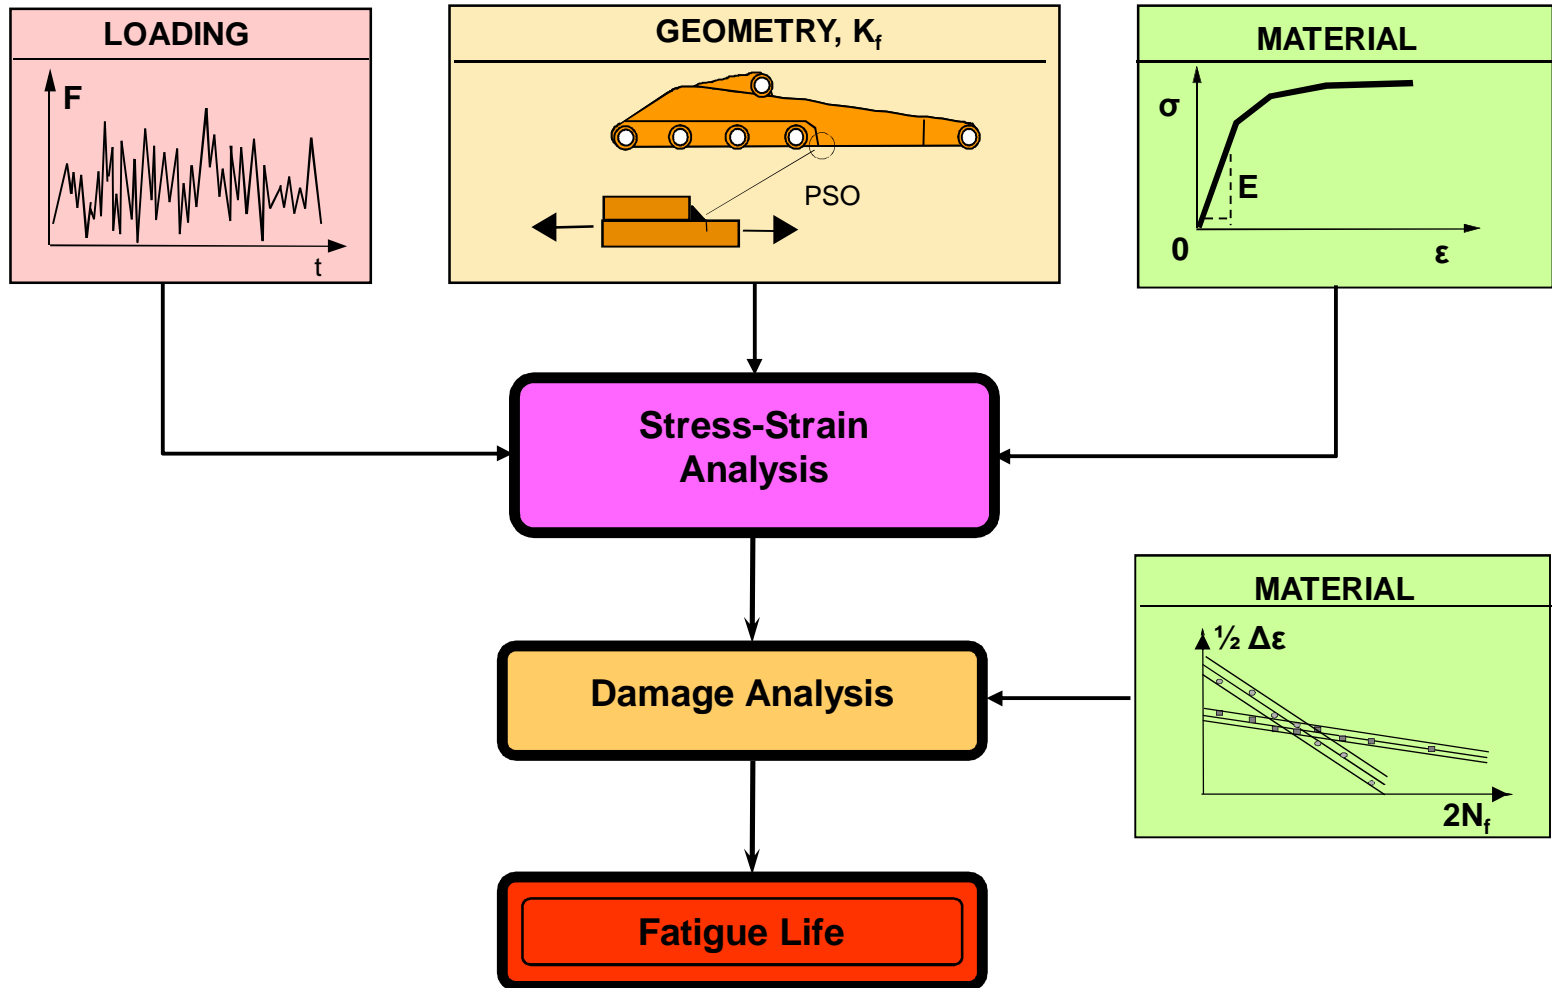 LOADING
F
t
GEOMETRY, Kf
PSO
MATERIAL
σ
E
0
ε
Stress-Strain
Analysis
Damage Analysis
MATERIAL
½ Δε
2Nf
Fatigue Life